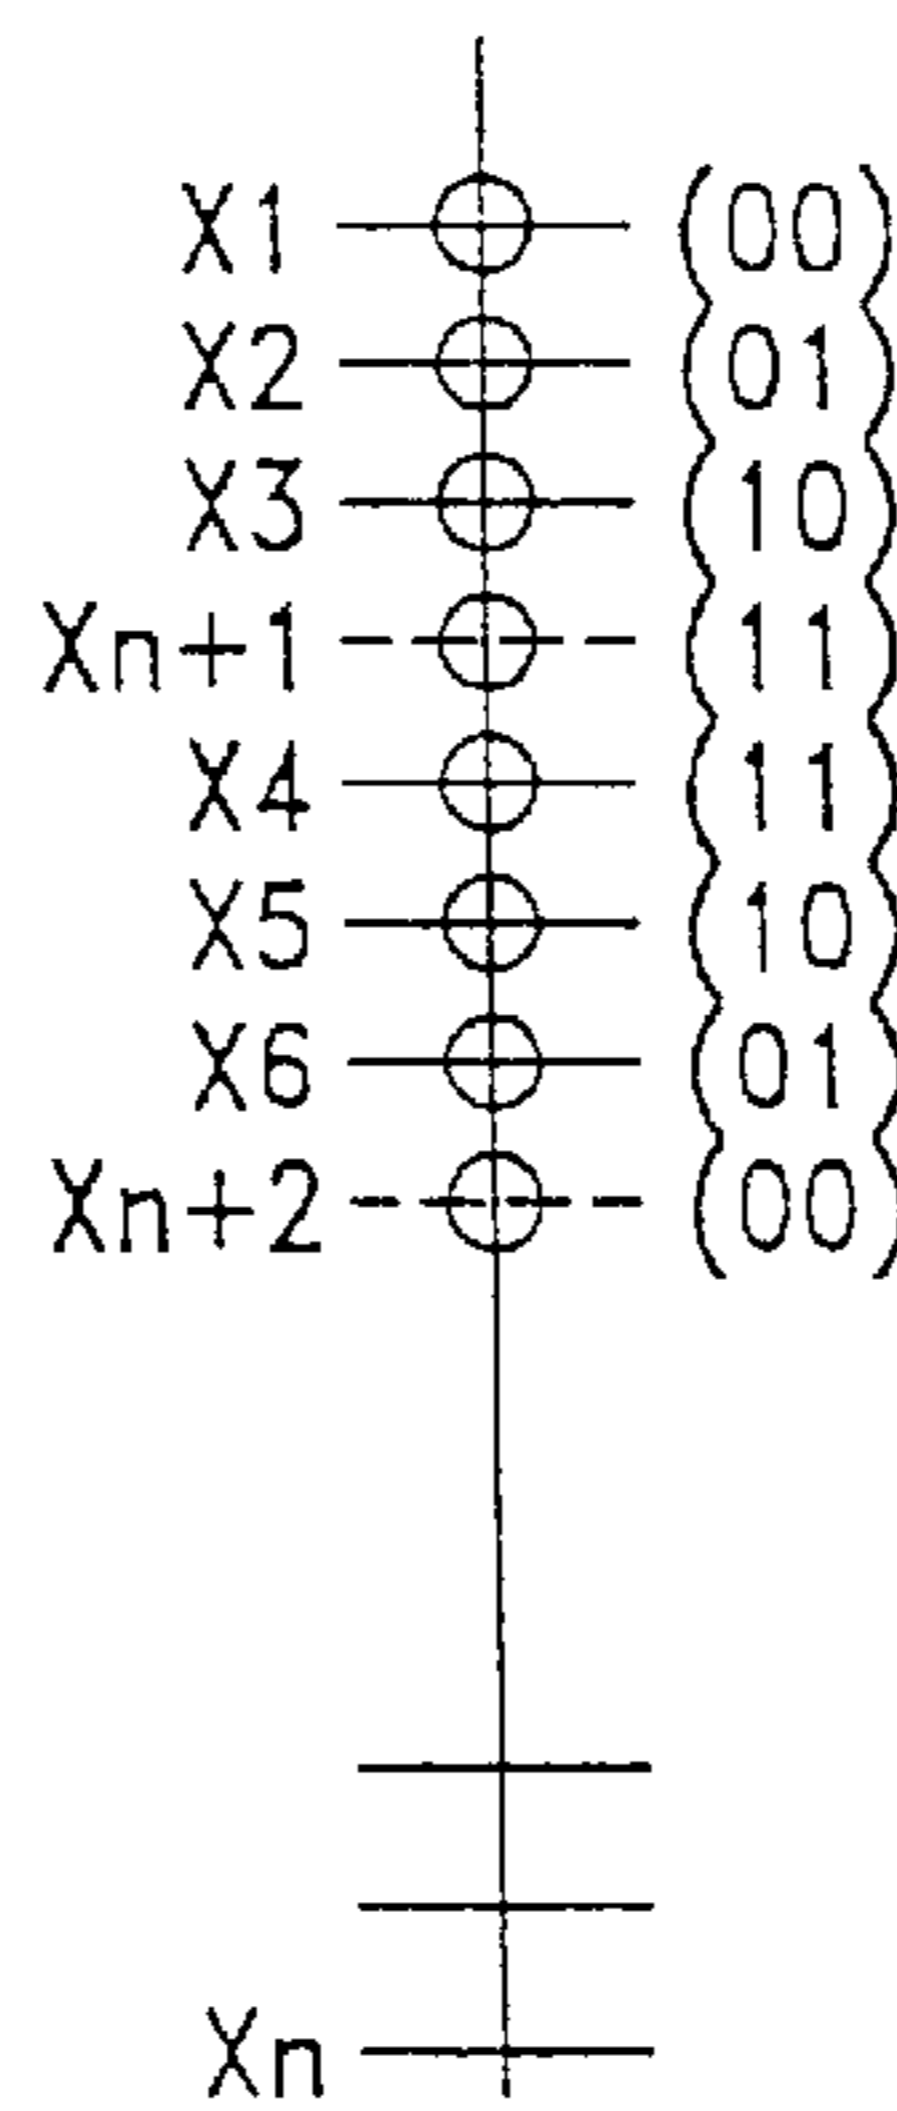 X1 (00)
X2 (01)
X3 (10)
Xn+1 (11)
X4 (11)
X5 (10)
X6 (01)
Xn+2 (00)
Xn